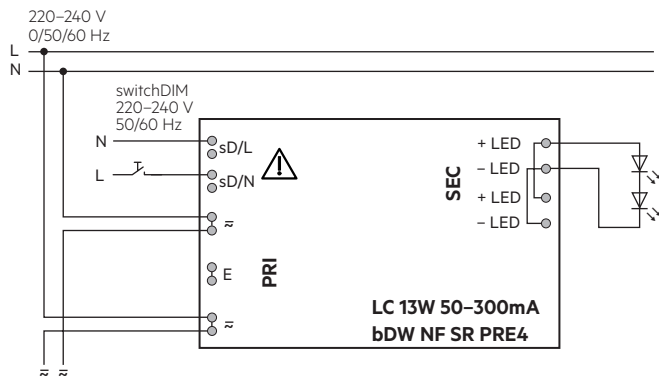 220–240 V
0/50/60 Hz
L
N
switchDIM
220–240 V
50/60 Hz
N
sD/L
L
sD/N
≂
E
≂
PRI
SEC
+ LED
– LED
+ LED
– LED
LC 13W 50–300mA
bDW NF SR PRE4
≂ ≂